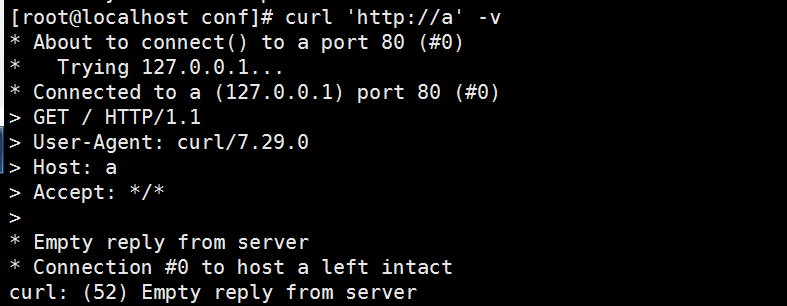 [root@localhost conf]# curl 'http://a' -v
* About to connect() to a port 80 (#0)
*   Trying 127.0.0.1...
* Connected to a (127.0.0.1) port 80 (#0)
> GET / HTTP/1.1
> User-Agent: curl/7.29.0
> Host: a
> Accept: */*
>
* Empty reply from server
* Connection #0 to host a left intact
curl: (52) Empty reply from server